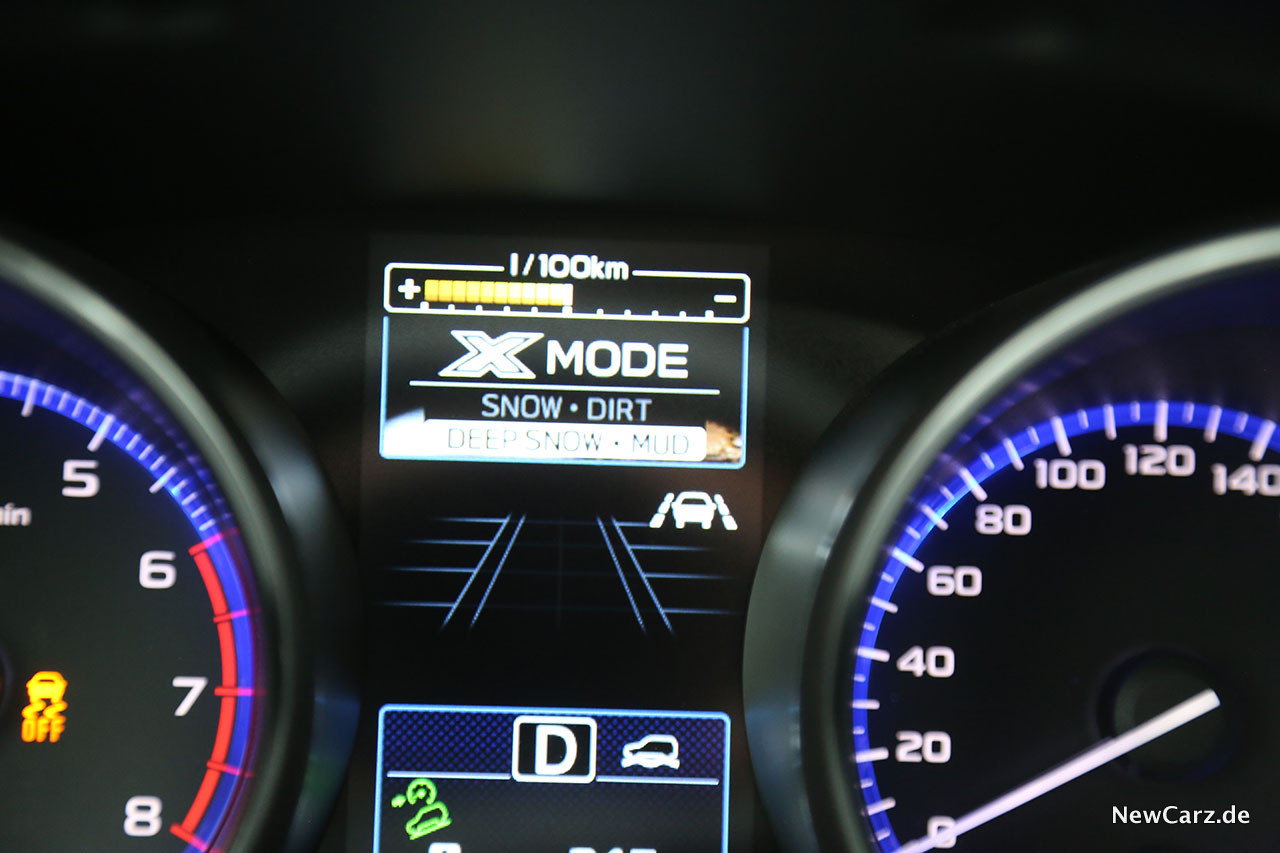 l/100km
+ −
X MODE
SNOW • DIRT
DEEP SNOW • MUD
5
6
7
8
OFF
D
0
20
40
60
80
100
120
140
NewCarz.de